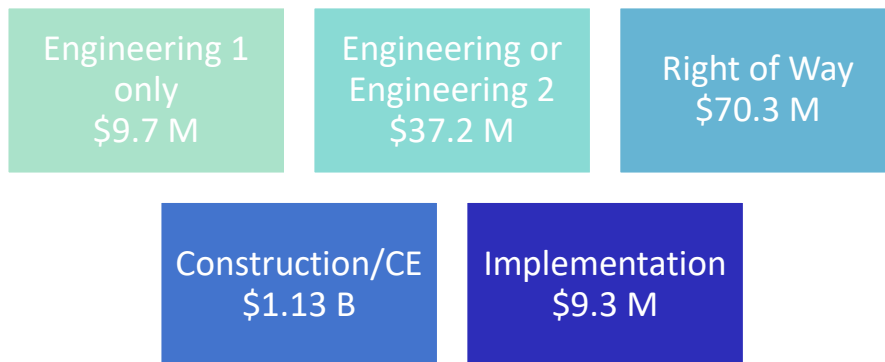 Engineering 1
only
$9.7 M
Engineering or
Engineering 2
$37.2 M
Right of Way
$70.3 M
Construction/CE
$1.13 B
Implementation
$9.3 M